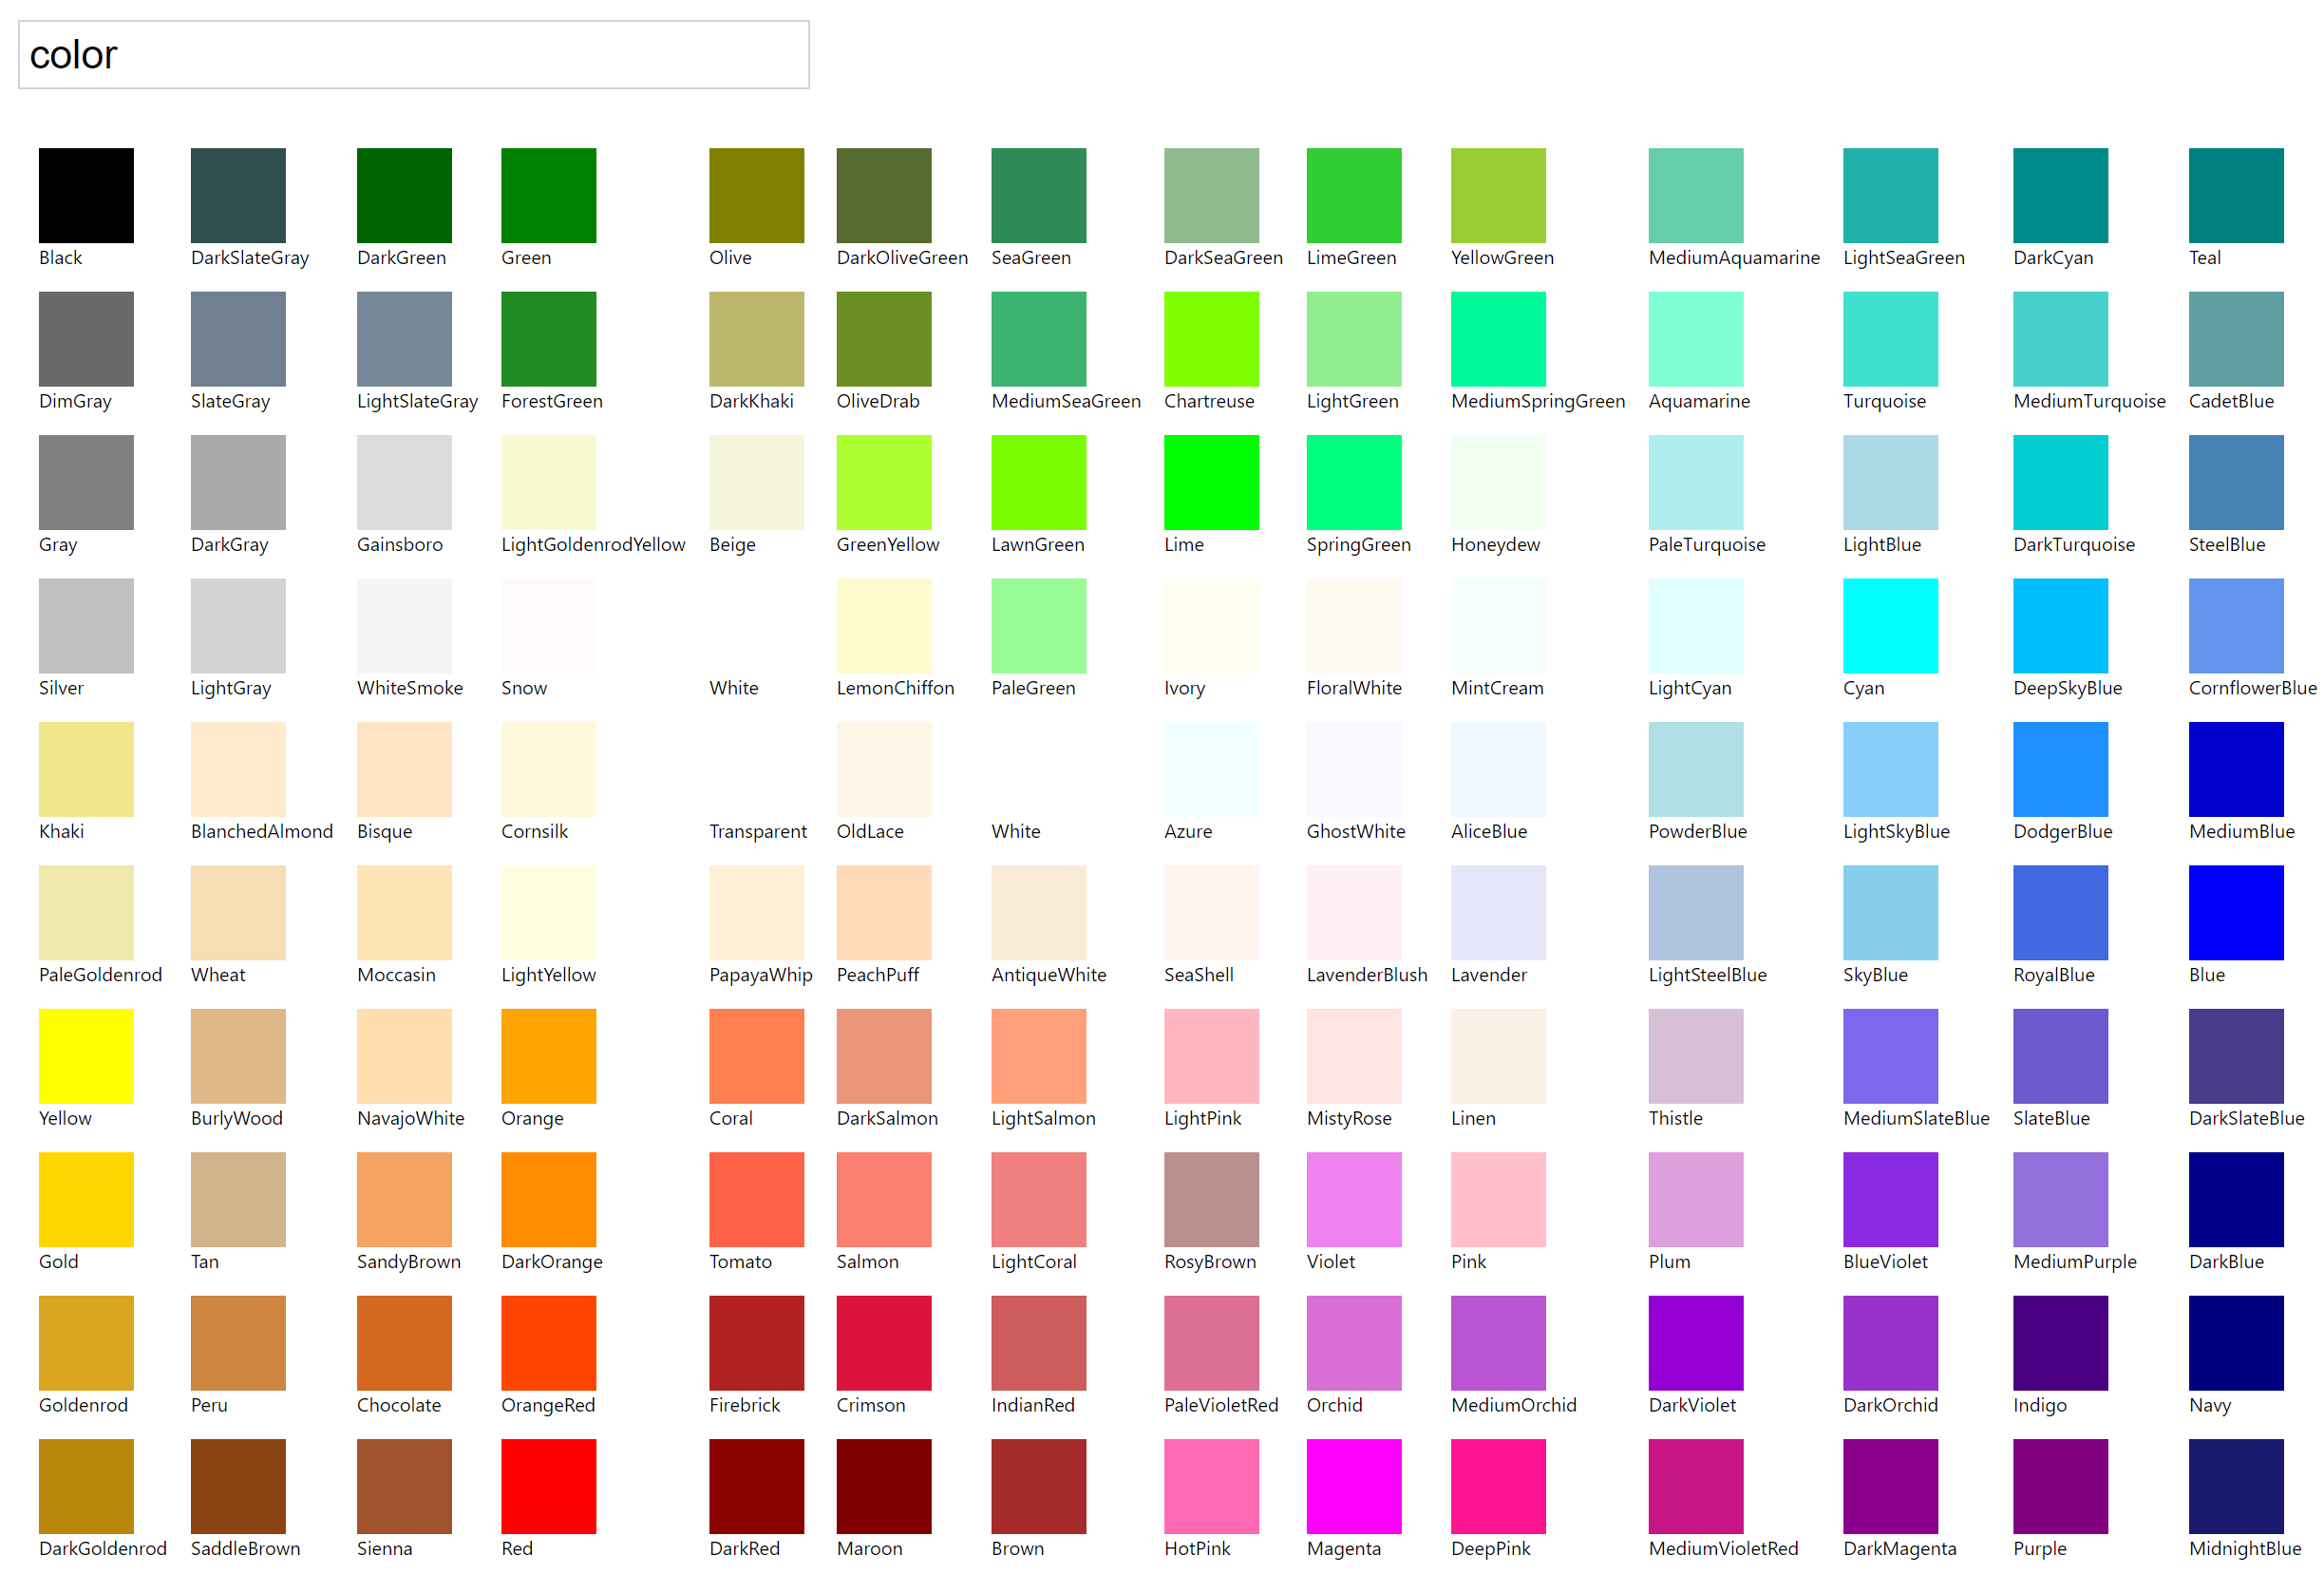 color
Black DarkSlateGray DarkGreen Green Olive DarkOliveGreen SeaGreen DarkSeaGreen LimeGreen YellowGreen MediumAquamarine LightSeaGreen DarkCyan Teal
DimGray SlateGray LightSlateGray ForestGreen DarkKhaki OliveDrab MediumSeaGreen Chartreuse LightGreen MediumSpringGreen Aquamarine Turquoise MediumTurquoise CadetBlue
Gray DarkGray Gainsboro LightGoldenrodYellow Beige GreenYellow LawnGreen Lime SpringGreen Honeydew PaleTurquoise LightBlue DarkTurquoise SteelBlue
Silver LightGray WhiteSmoke Snow White LemonChiffon PaleGreen Ivory FloralWhite MintCream LightCyan Cyan DeepSkyBlue CornflowerBlue
Khaki BlanchedAlmond Bisque Cornsilk Transparent OldLace White Azure GhostWhite AliceBlue PowderBlue LightSkyBlue DodgerBlue MediumBlue
PaleGoldenrod Wheat Moccasin LightYellow PapayaWhip PeachPuff AntiqueWhite SeaShell LavenderBlush Lavender LightSteelBlue SkyBlue RoyalBlue Blue
Yellow BurlyWood NavajoWhite Orange Coral DarkSalmon LightSalmon LightPink MistyRose Linen Thistle MediumSlateBlue SlateBlue DarkSlateBlue
Gold Tan SandyBrown DarkOrange Tomato Salmon LightCoral RosyBrown Violet Pink Plum BlueViolet MediumPurple DarkBlue
Goldenrod Peru Chocolate OrangeRed Firebrick Crimson IndianRed PaleVioletRed Orchid MediumOrchid DarkViolet DarkOrchid Indigo Navy
DarkGoldenrod SaddleBrown Sienna Red DarkRed Maroon Brown HotPink Magenta DeepPink MediumVioletRed DarkMagenta Purple MidnightBlue